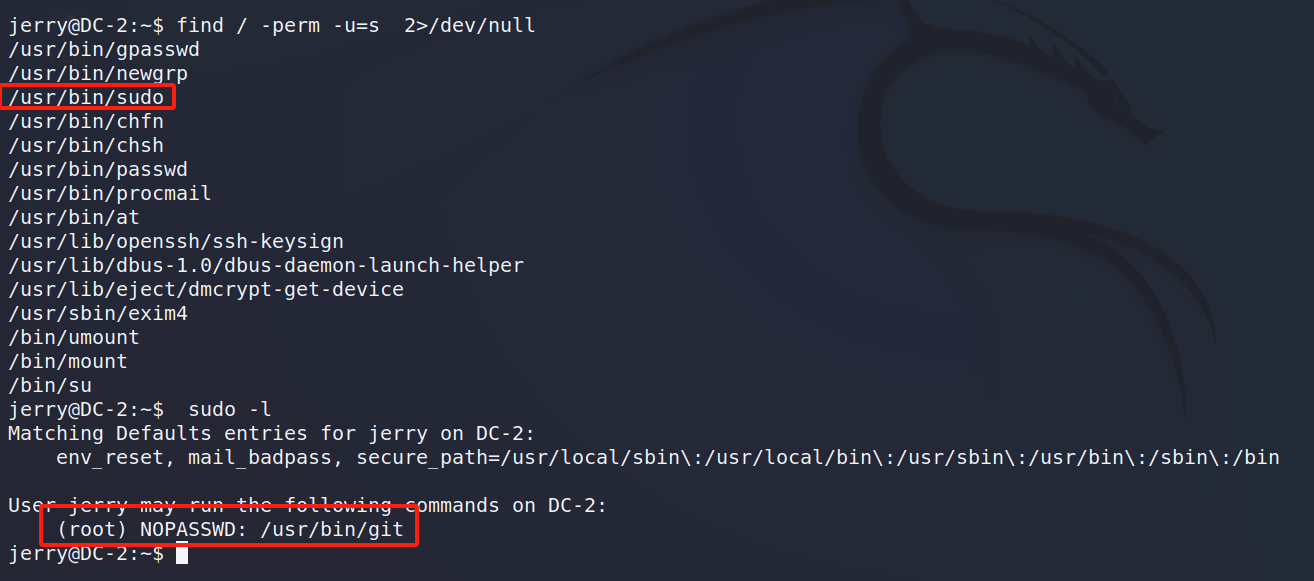 jerry@DC-2:~$ find / -perm -u=s  2>/dev/null
/usr/bin/gpasswd
/usr/bin/newgrp
/usr/bin/sudo
/usr/bin/chfn
/usr/bin/chsh
/usr/bin/passwd
/usr/bin/procmail
/usr/bin/at
/usr/lib/openssh/ssh-keysign
/usr/lib/dbus-1.0/dbus-daemon-launch-helper
/usr/lib/eject/dmcrypt-get-device
/usr/sbin/exim4
/bin/umount
/bin/mount
/bin/su
jerry@DC-2:~$  sudo -l
Matching Defaults entries for jerry on DC-2:
    env_reset, mail_badpass, secure_path=/usr/local/sbin\:/usr/local/bin\:/usr/sbin\:/usr/bin\:/sbin\:/bin

User jerry may run the following commands on DC-2:
    (root) NOPASSWD: /usr/bin/git
jerry@DC-2:~$